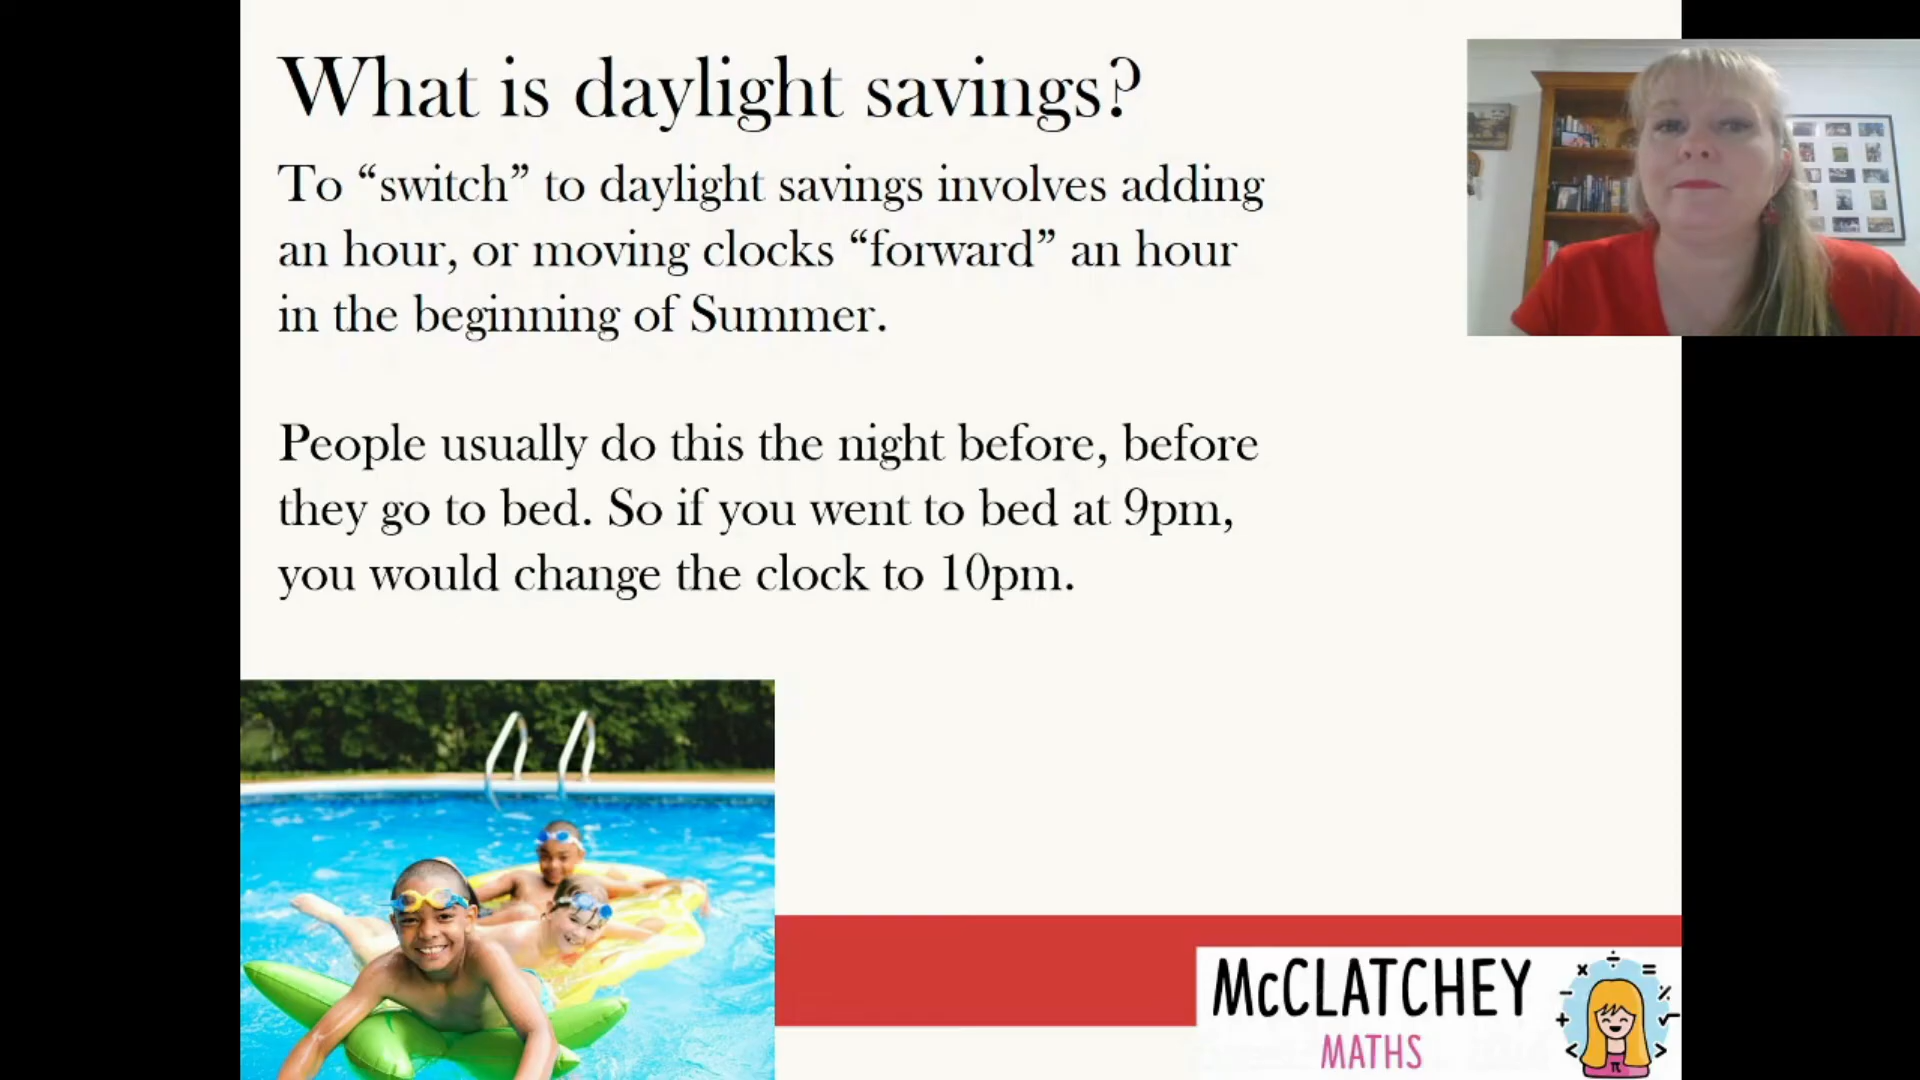 What is daylight savings?
To “switch” to daylight savings involves adding
an hour, or moving clocks “forward” an hour
in the beginning of Summer.
People usually do this the night before, before
they go to bed. So if you went to bed at 9pm,
you would change the clock to 10pm.
McCLATCHEY
MATHS
× ÷ =
- %
+ √
< π >